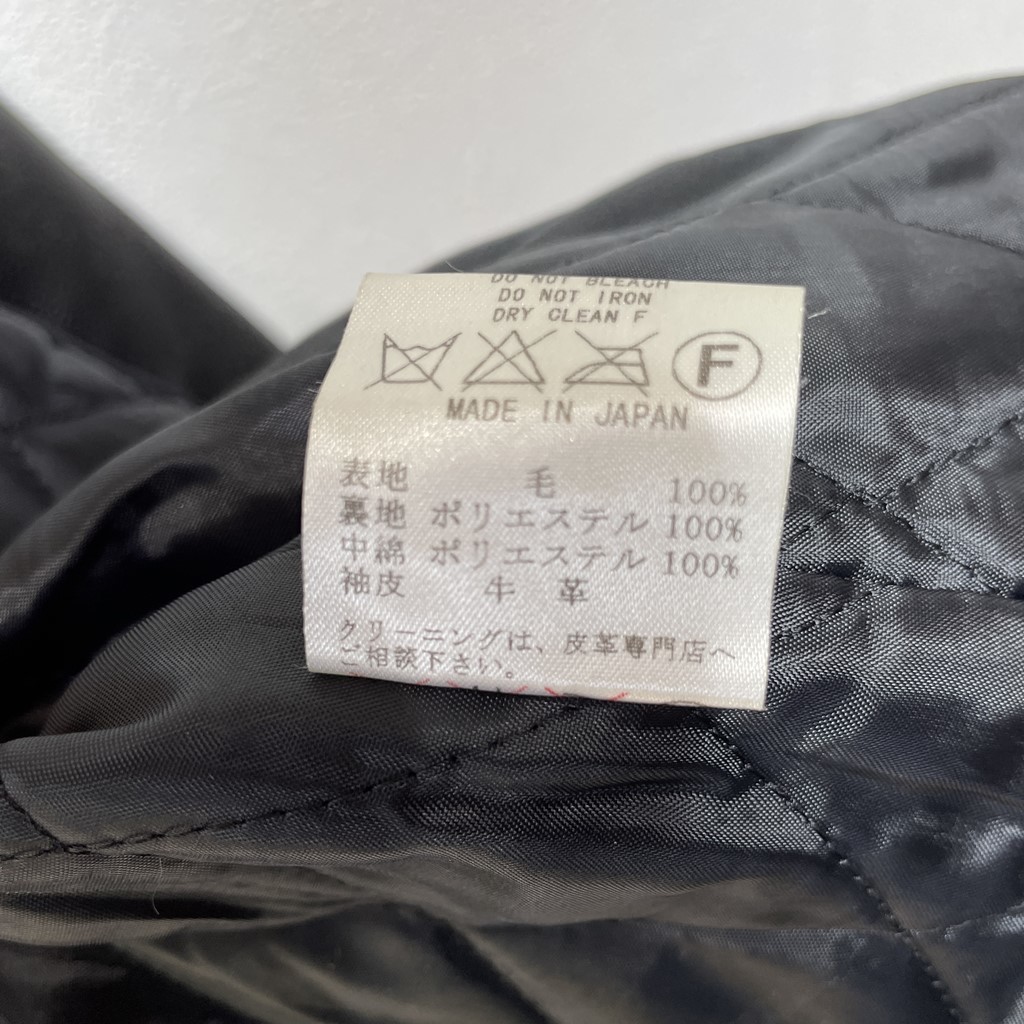 DO NOT BLEACH
DO NOT IRON
DRY CLEAN F
F
MADE IN JAPAN
表地 毛 100%
裏地 ポリエステル 100%
中綿 ポリエステル 100%
袖皮 牛革
クリーニングは、皮革専門店へ
ご相談下さい。